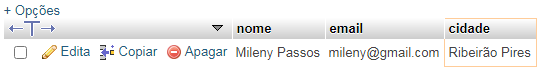 + Opções
nome email cidade
Edita Copiar Apagar Mileny Passos mileny@gmail.com Ribeirão Pires